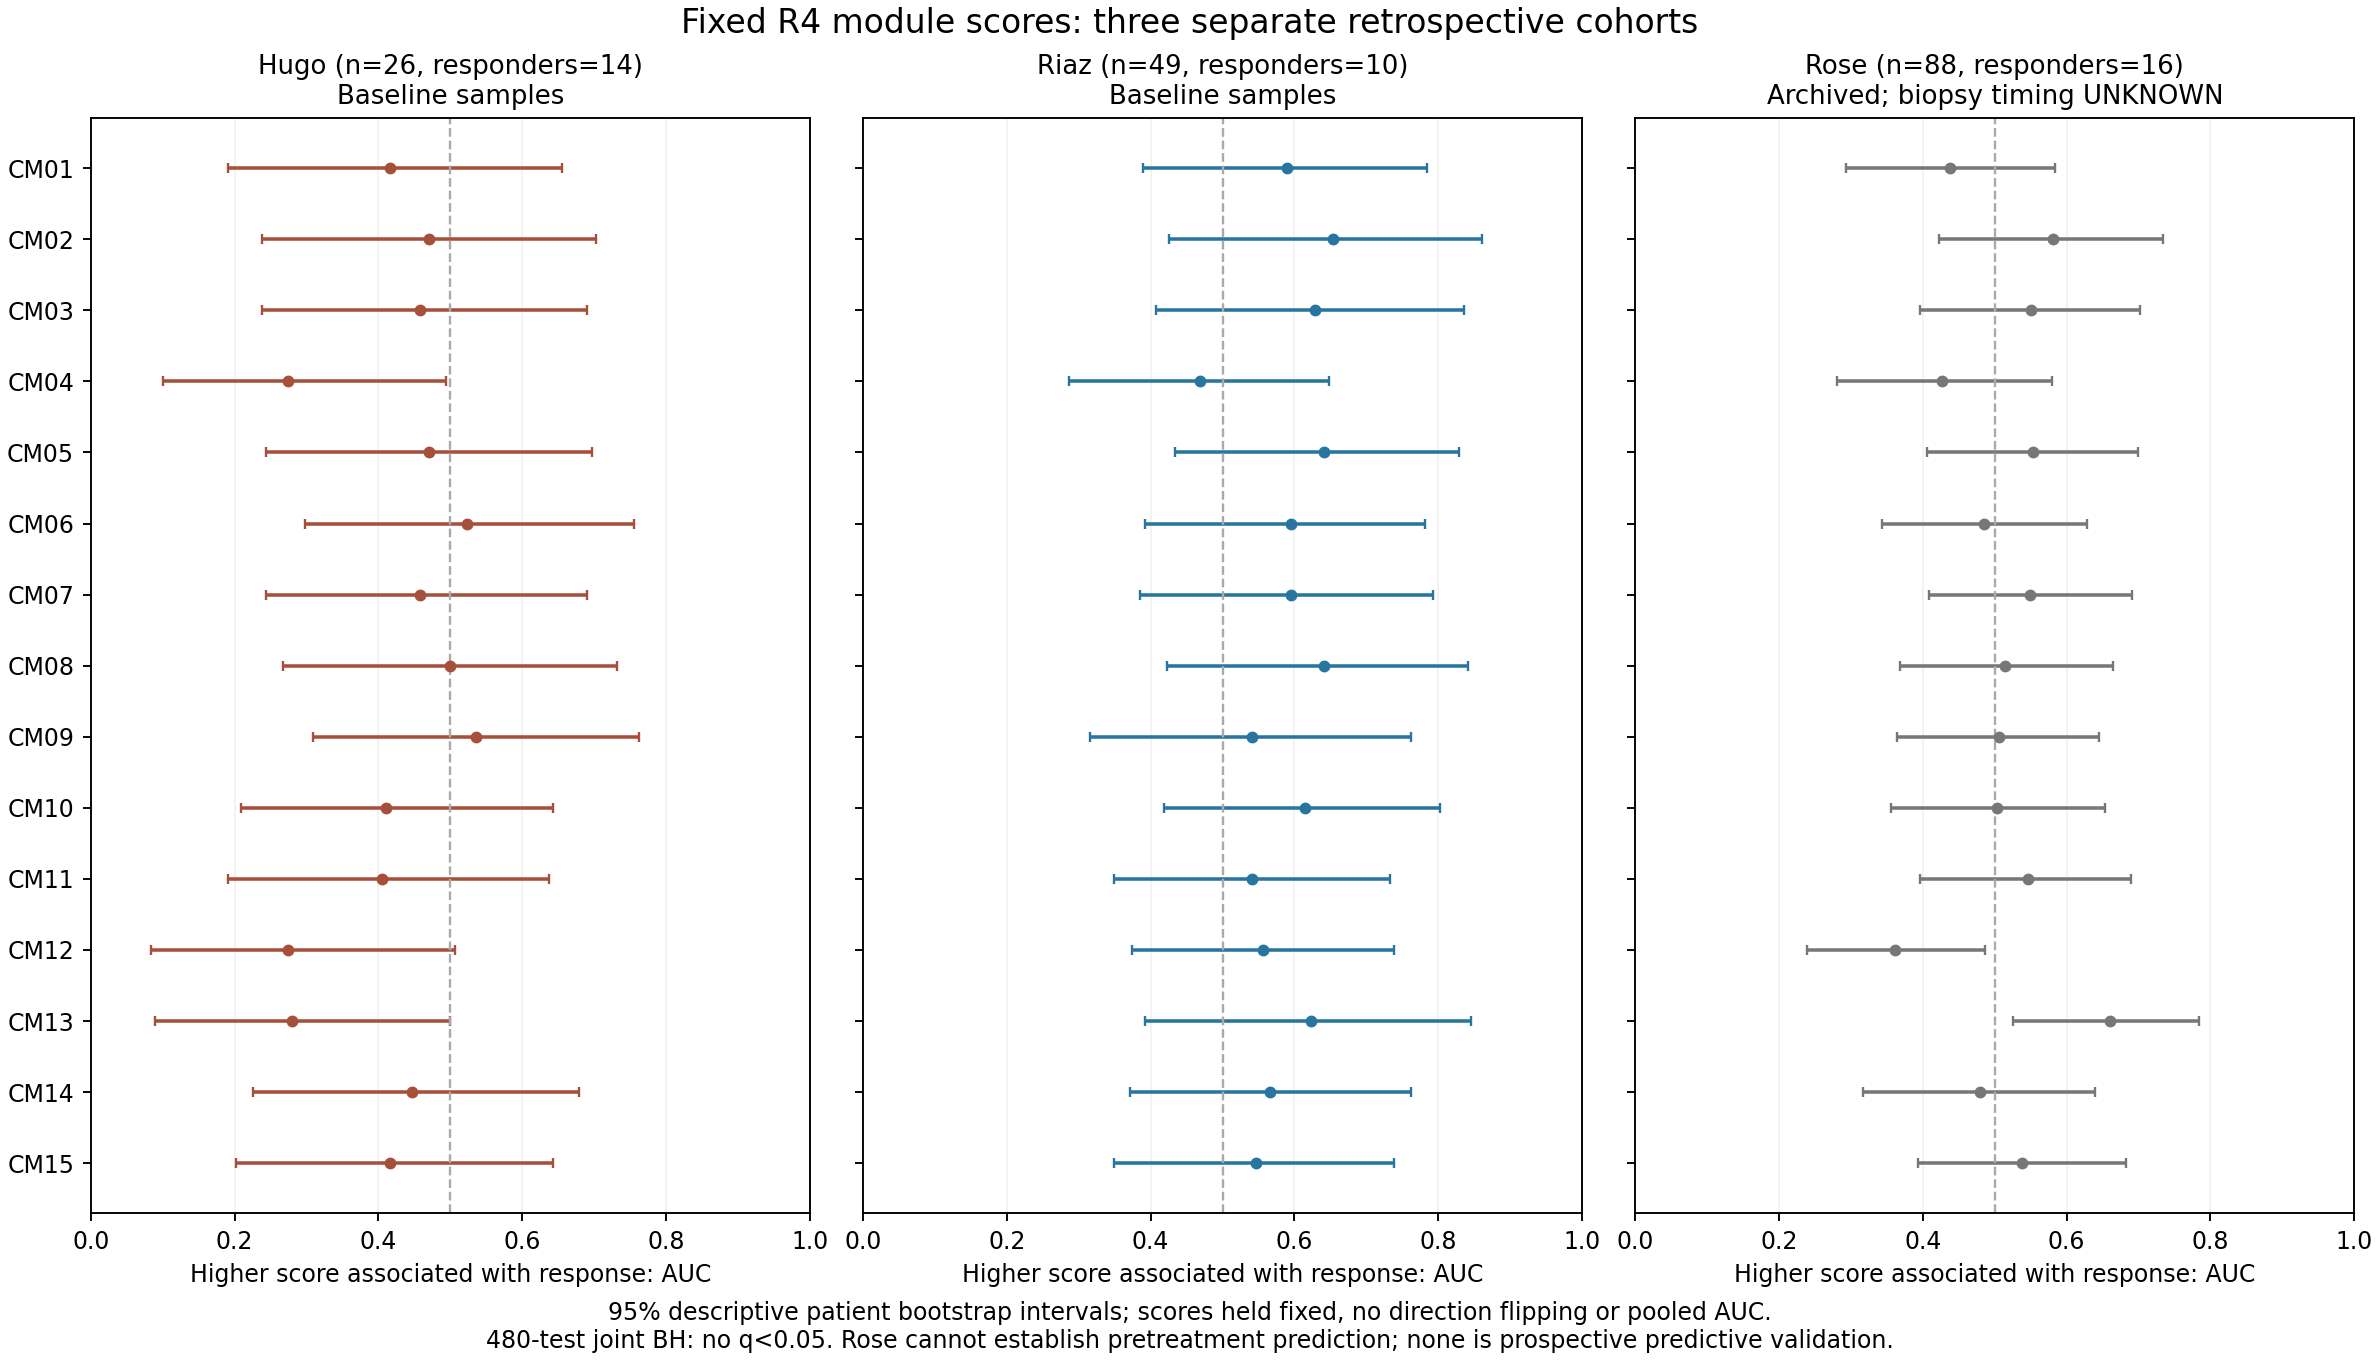 Fixed R4 module scores: three separate retrospective cohorts
Hugo (n=26, responders=14)
Baseline samples
Riaz (n=49, responders=10)
Baseline samples
Rose (n=88, responders=16)
Archived; biopsy timing UNKNOWN
CM01
CM02
CM03
CM04
CM05
CM06
CM07
CM08
CM09
CM10
CM11
CM12
CM13
CM14
CM15
0.0 0.2 0.4 0.6 0.8 1.0
0.0 0.2 0.4 0.6 0.8 1.0
0.0 0.2 0.4 0.6 0.8 1.0
Higher score associated with response: AUC
Higher score associated with response: AUC
Higher score associated with response: AUC
95% descriptive patient bootstrap intervals; scores held fixed, no direction flipping or pooled AUC.
480-test joint BH: no q<0.05. Rose cannot establish pretreatment prediction; none is prospective predictive validation.